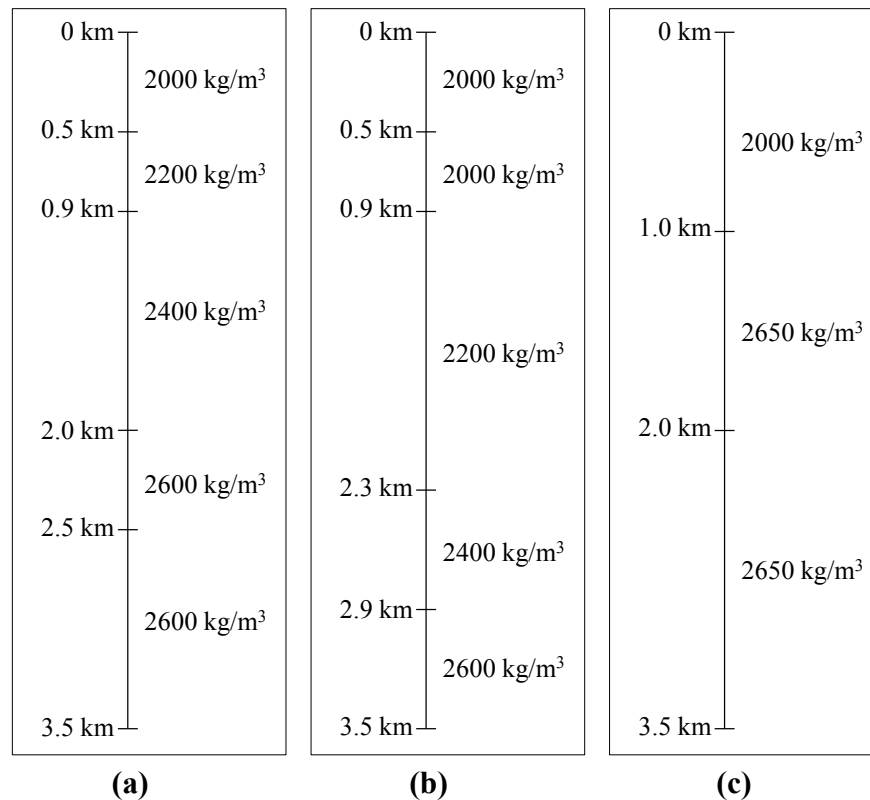 0 km
2000 kg/m³
0.5 km
2200 kg/m³
0.9 km
2400 kg/m³
2.0 km
2600 kg/m³
2.5 km
2600 kg/m³
3.5 km
(a)
0 km
2000 kg/m³
0.5 km
2000 kg/m³
0.9 km
2200 kg/m³
2.3 km
2400 kg/m³
2.9 km
2600 kg/m³
3.5 km
(b)
0 km
2000 kg/m³
1.0 km
2650 kg/m³
2.0 km
2650 kg/m³
3.5 km
(c)